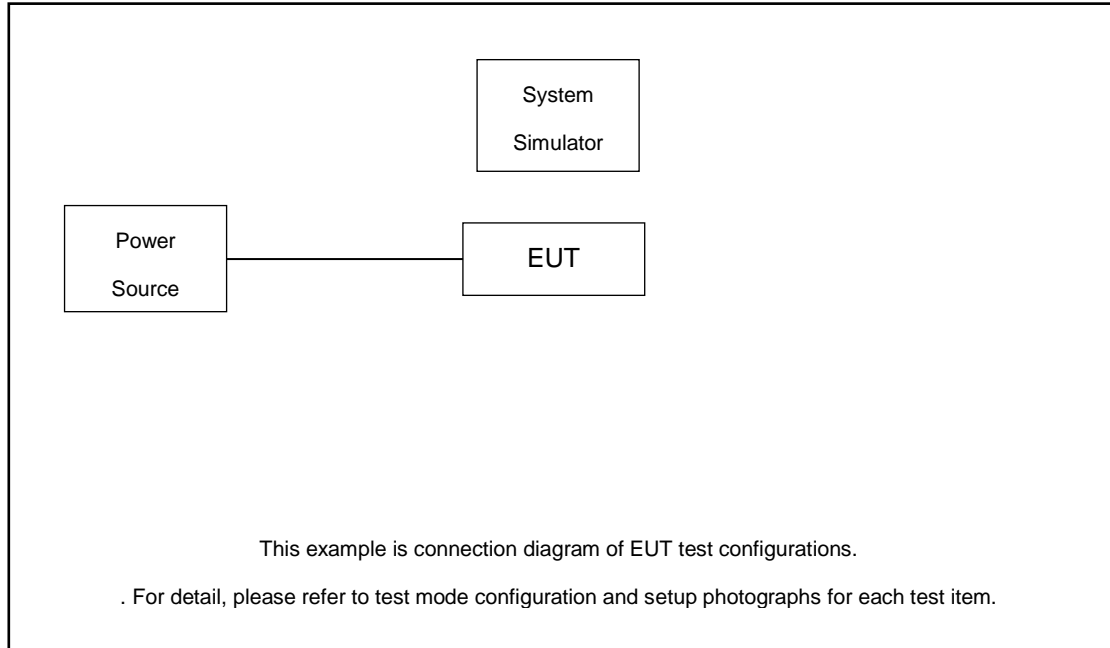 System
Simulator
Power
Source
EUT
This example is connection diagram of EUT test configurations.
. For detail, please refer to test mode configuration and setup photographs for each test item.